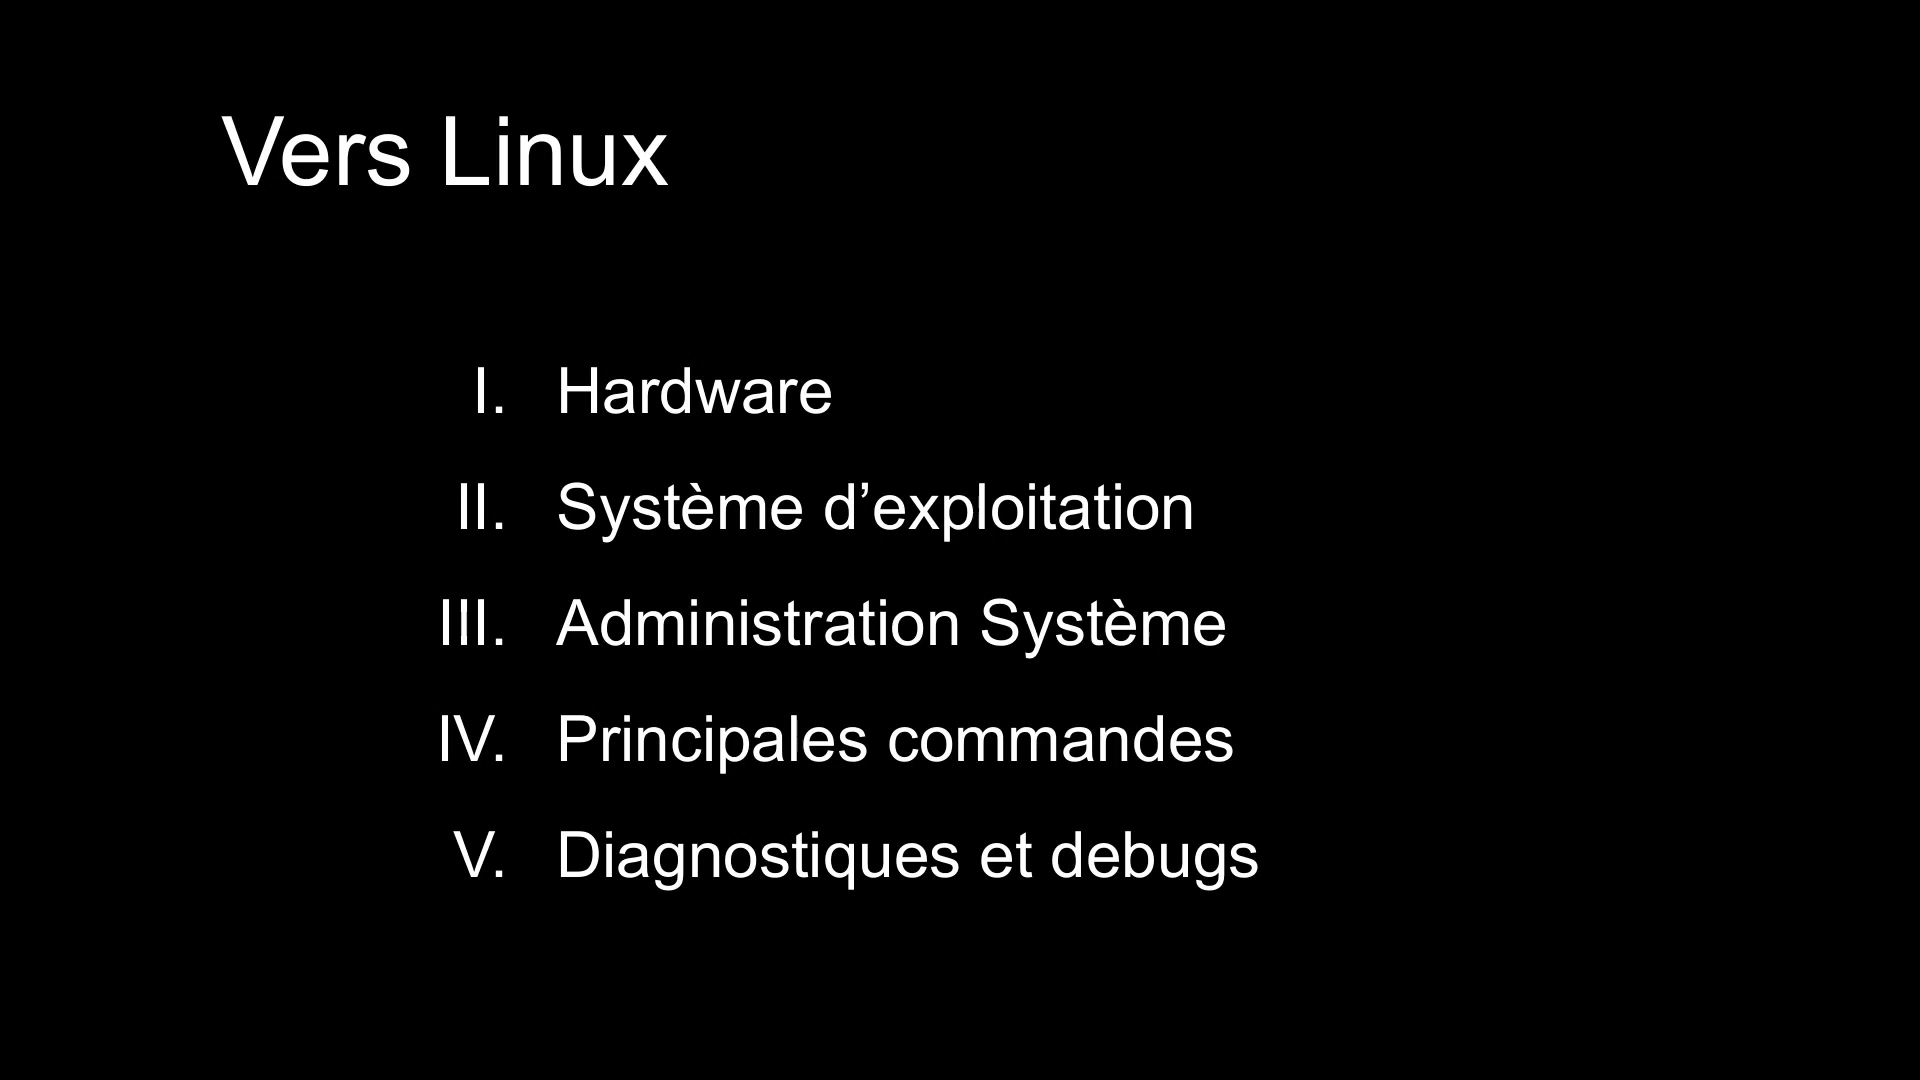 Vers Linux
I. Hardware
II. Système d’exploitation
III. Administration Système
IV. Principales commandes
V. Diagnostiques et debugs